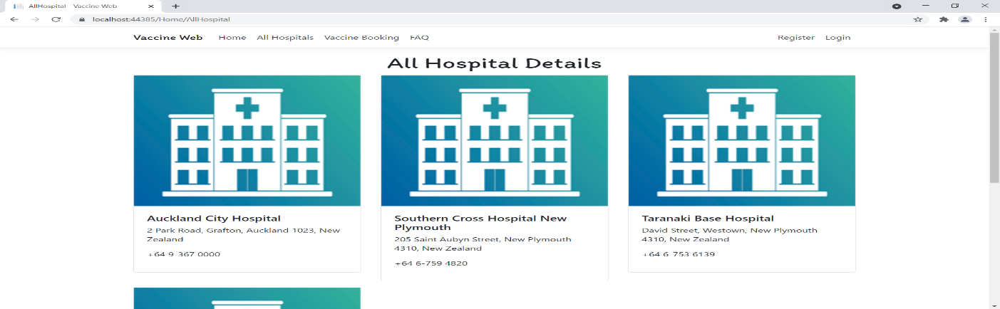 AllHospital - Vaccine Web
localhost:44385/Home/AllHospital
Vaccine Web Home All Hospitals Vaccine Booking FAQ Register Login
All Hospital Details
Auckland City Hospital
2 Park Road, Grafton, Auckland 1023, New
Zealand
+64 9-367 0000
Southern Cross Hospital New
Plymouth
205 Saint Aubyn Street, New Plymouth
4310, New Zealand
+64 6-759 4820
Taranaki Base Hospital
David Street, Westown, New Plymouth
4310, New Zealand
+64 6-753 6139